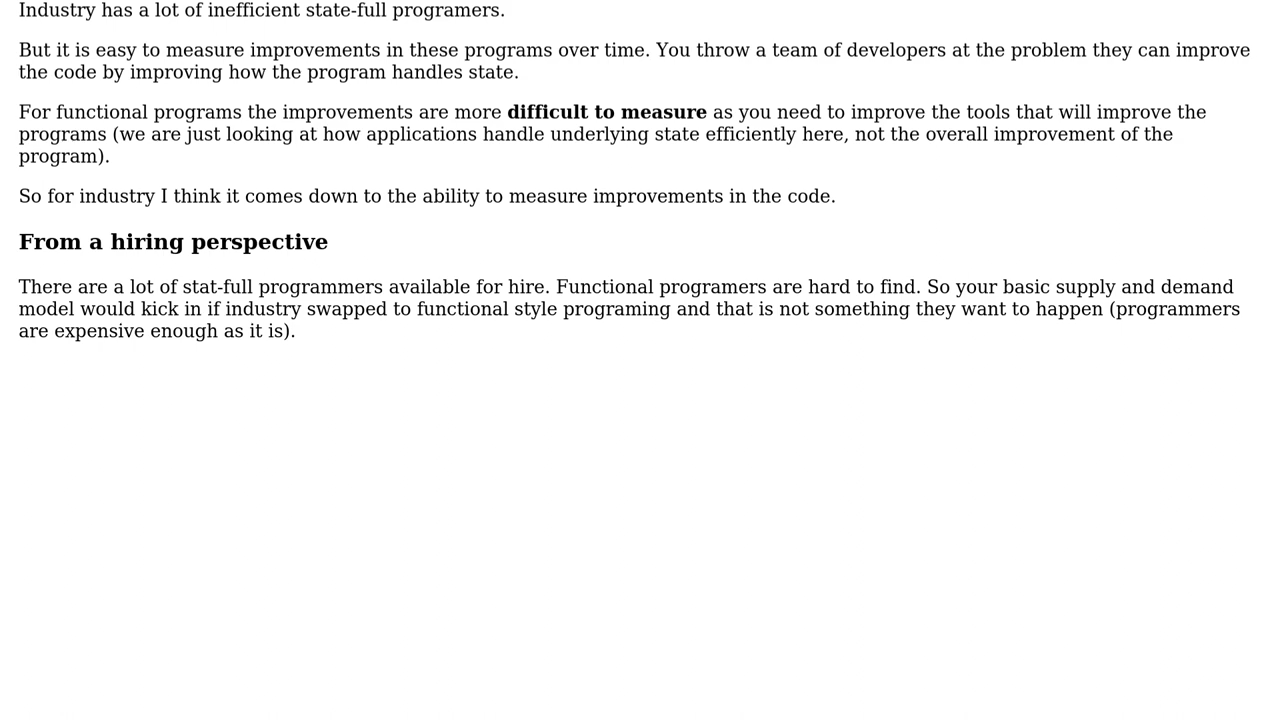 Industry has a lot of inefficient state-full programers.
But it is easy to measure improvements in these programs over time. You throw a team of developers at the problem they can improve
the code by improving how the program handles state.
For functional programs the improvements are more difficult to measure as you need to improve the tools that will improve the
programs (we are just looking at how applications handle underlying state efficiently here, not the overall improvement of the
program).
So for industry I think it comes down to the ability to measure improvements in the code.
From a hiring perspective
There are a lot of stat-full programmers available for hire. Functional programers are hard to find. So your basic supply and demand
model would kick in if industry swapped to functional style programing and that is not something they want to happen (programmers
are expensive enough as it is).